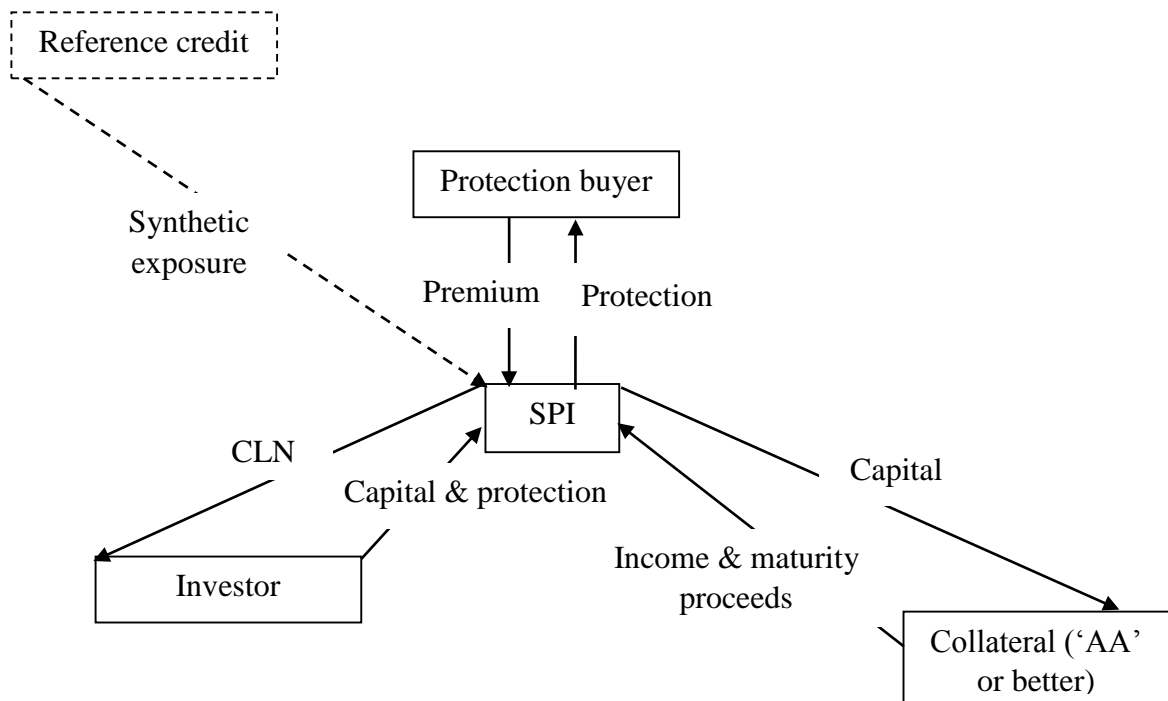 Reference credit
Protection buyer
Synthetic
exposure
Premium
Protection
SPI
CLN
Capital & protection
Capital
Investor
Income & maturity
proceeds
Collateral (‘AA’
or better)